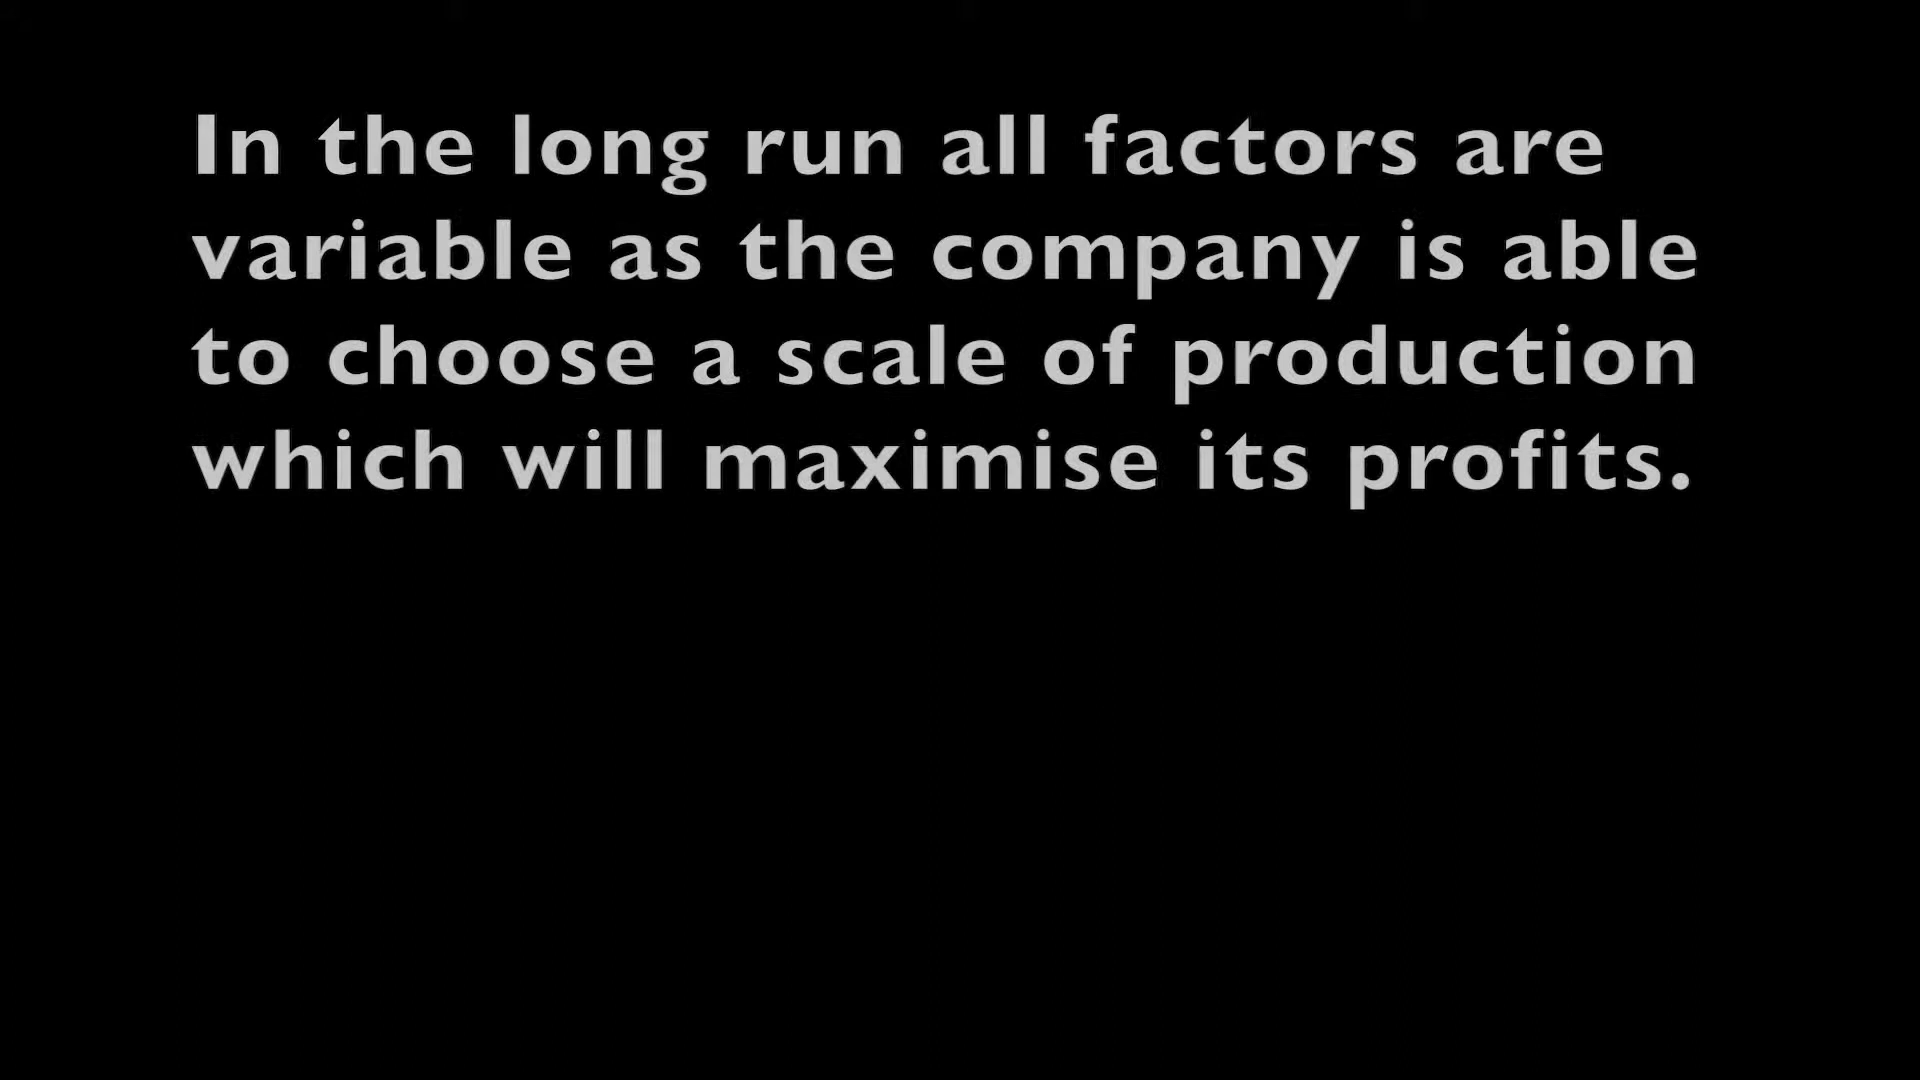 In the long run all factors are
variable as the company is able
to choose a scale of production
which will maximise its profits.